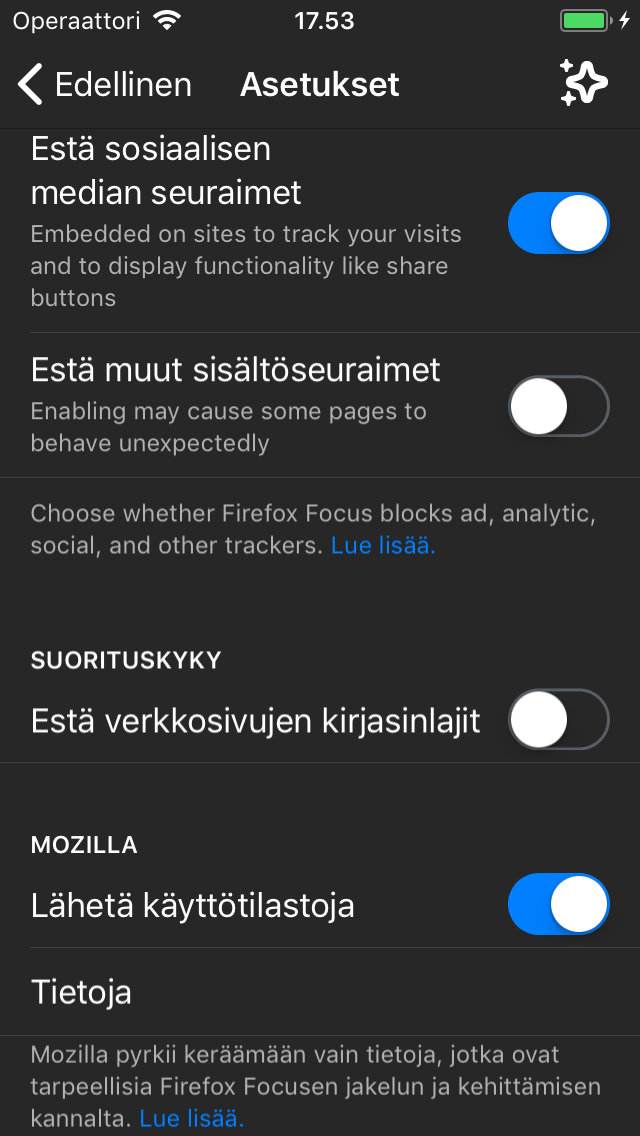 Operaattori 17.53
Edellinen Asetukset
Estä sosiaalisen
median seuraimet
Embedded on sites to track your visits
and to display functionality like share
buttons
Estä muut sisältöseuraimet
Enabling may cause some pages to
behave unexpectedly
Choose whether Firefox Focus blocks ad, analytic,
social, and other trackers. Lue lisää.
SUORITUSKYKY
Estä verkkosivujen kirjasinlajit
MOZILLA
Lähetä käyttötilastoja
Tietoja
Mozilla pyrkii keräämään vain tietoja, jotka ovat
tarpeellisia Firefox Focusen jakelun ja kehittämisen
kannalta. Lue lisää.